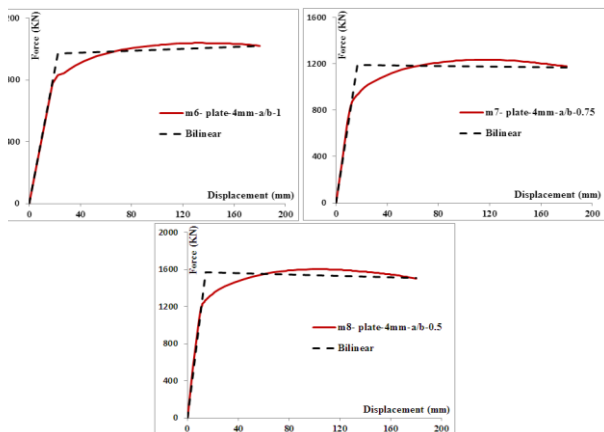 Force (KN)
200
800
400
0
m6- plate-4mm-a/b-1
Bilinear
Displacement (mm)
0 40 80 120 160 200
Force (KN)
1600
1200
800
400
0
m7- plate-4mm-a/b-0.75
Bilinear
Displacement (mm)
0 40 80 120 160 200
Force (KN)
2000
1600
1200
800
400
0
m8- plate-4mm-a/b-0.5
Bilinear
Displacement (mm)
0 40 80 120 160 200